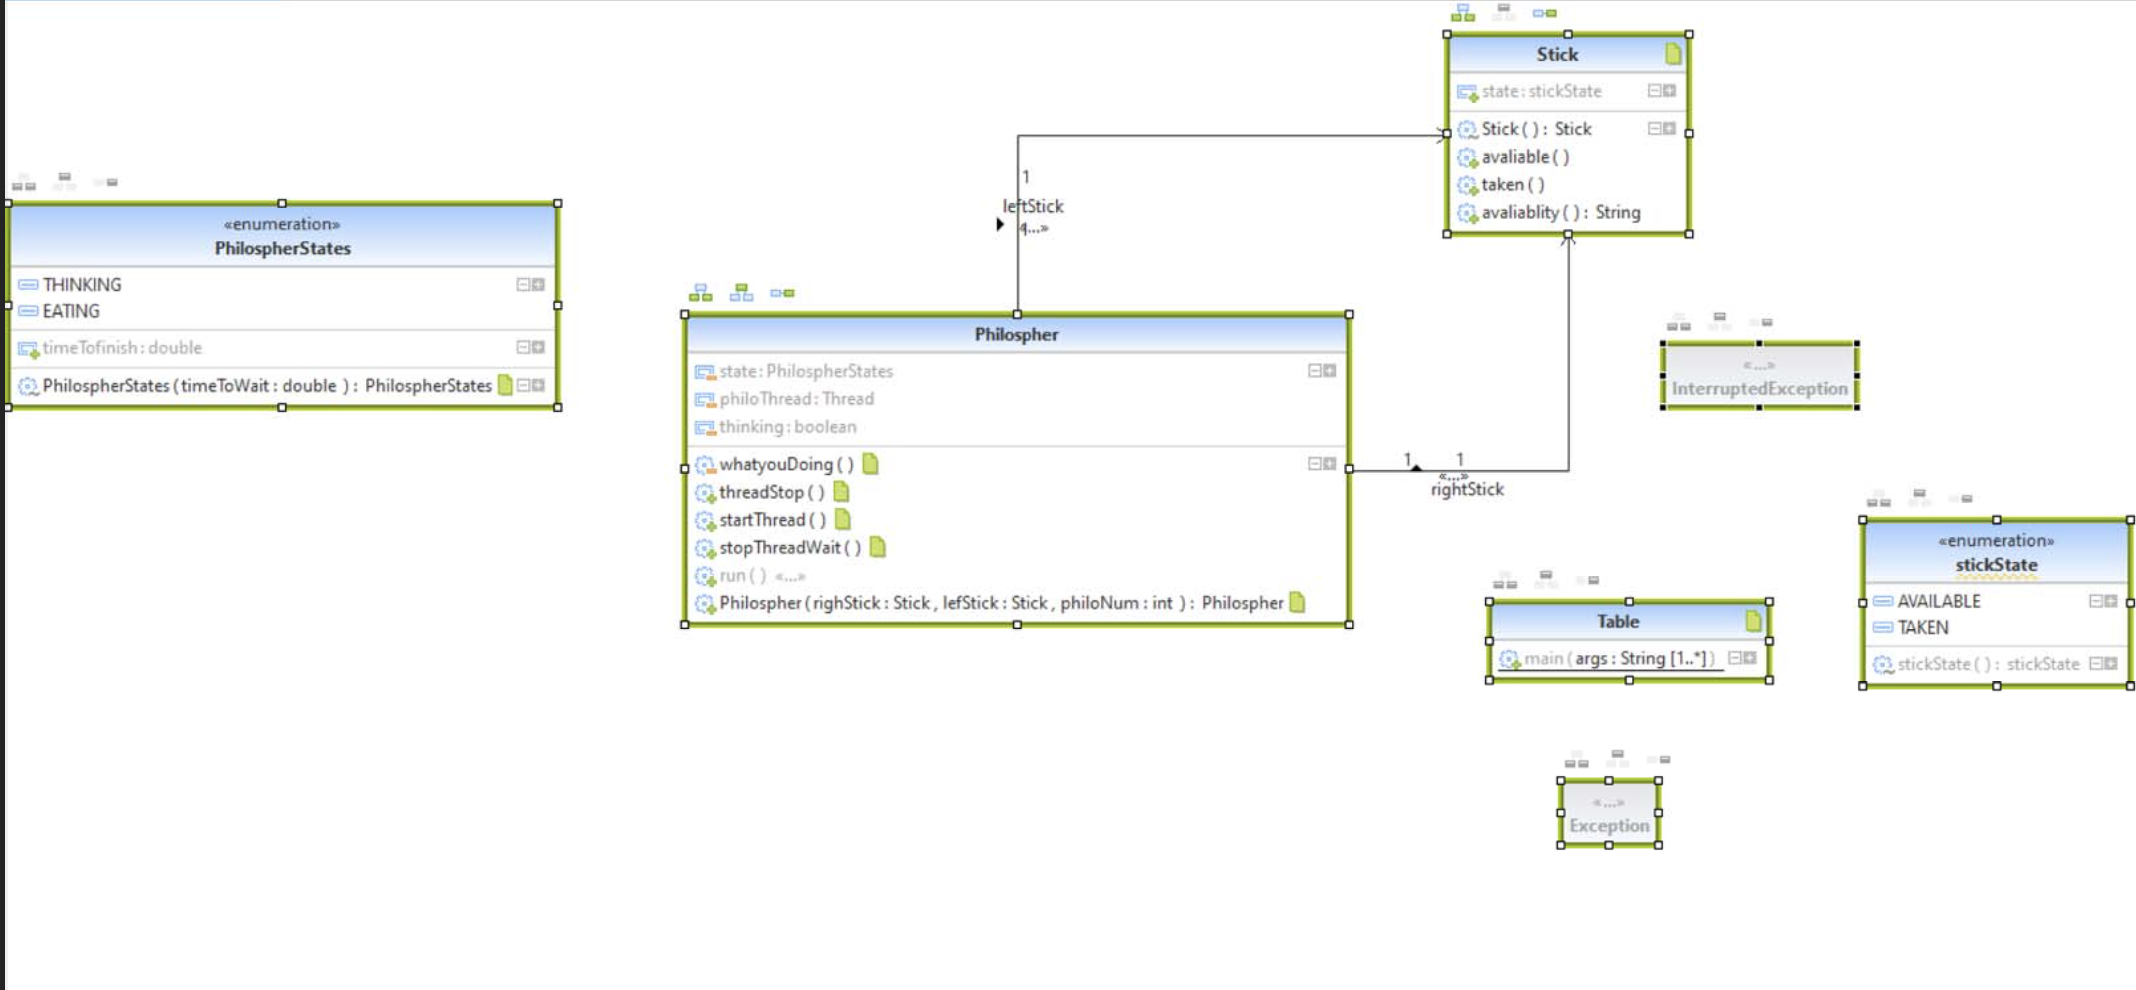 Stick
state : stickState
Stick ( ) : Stick
avaliable ( )
taken ( )
avaliablity ( ) : String
1
leftStick
«...»
«enumeration»
PhilospherStates
THINKING
EATING
timeTofinish : double
PhilospherStates ( timeToWait : double ) : PhilospherStates
Philospher
state : PhilospherStates
philoThread : Thread
thinking : boolean
whatyouDoing ( )
threadStop ( )
startThread ( )
stopThreadWait ( )
run ( ) «...»
Philospher ( righStick : Stick , lefStick : Stick , philoNum : int ) : Philospher
1 1
«...»
rightStick
«...»
InterruptedException
«enumeration»
stickState
AVAILABLE
TAKEN
stickState ( ) : stickState
Table
main ( args : String [1..*] )
«...»
Exception